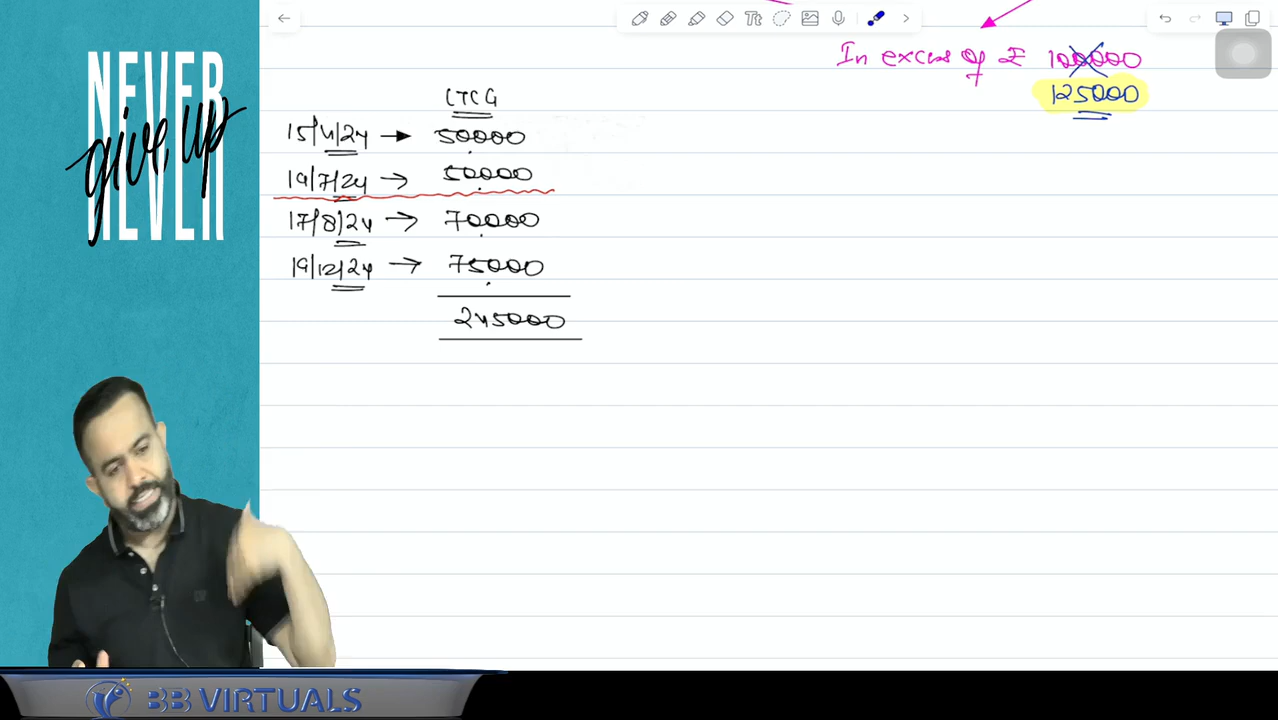 NEVER
give up
NEVER
Tt
In excess of ₹ 100000
125000
LTCG
15/4/24 → 50000
19/7/24 → 50000
17/8/24 → 70000
19/12/24 → 75000
245000
BB VIRTUALS